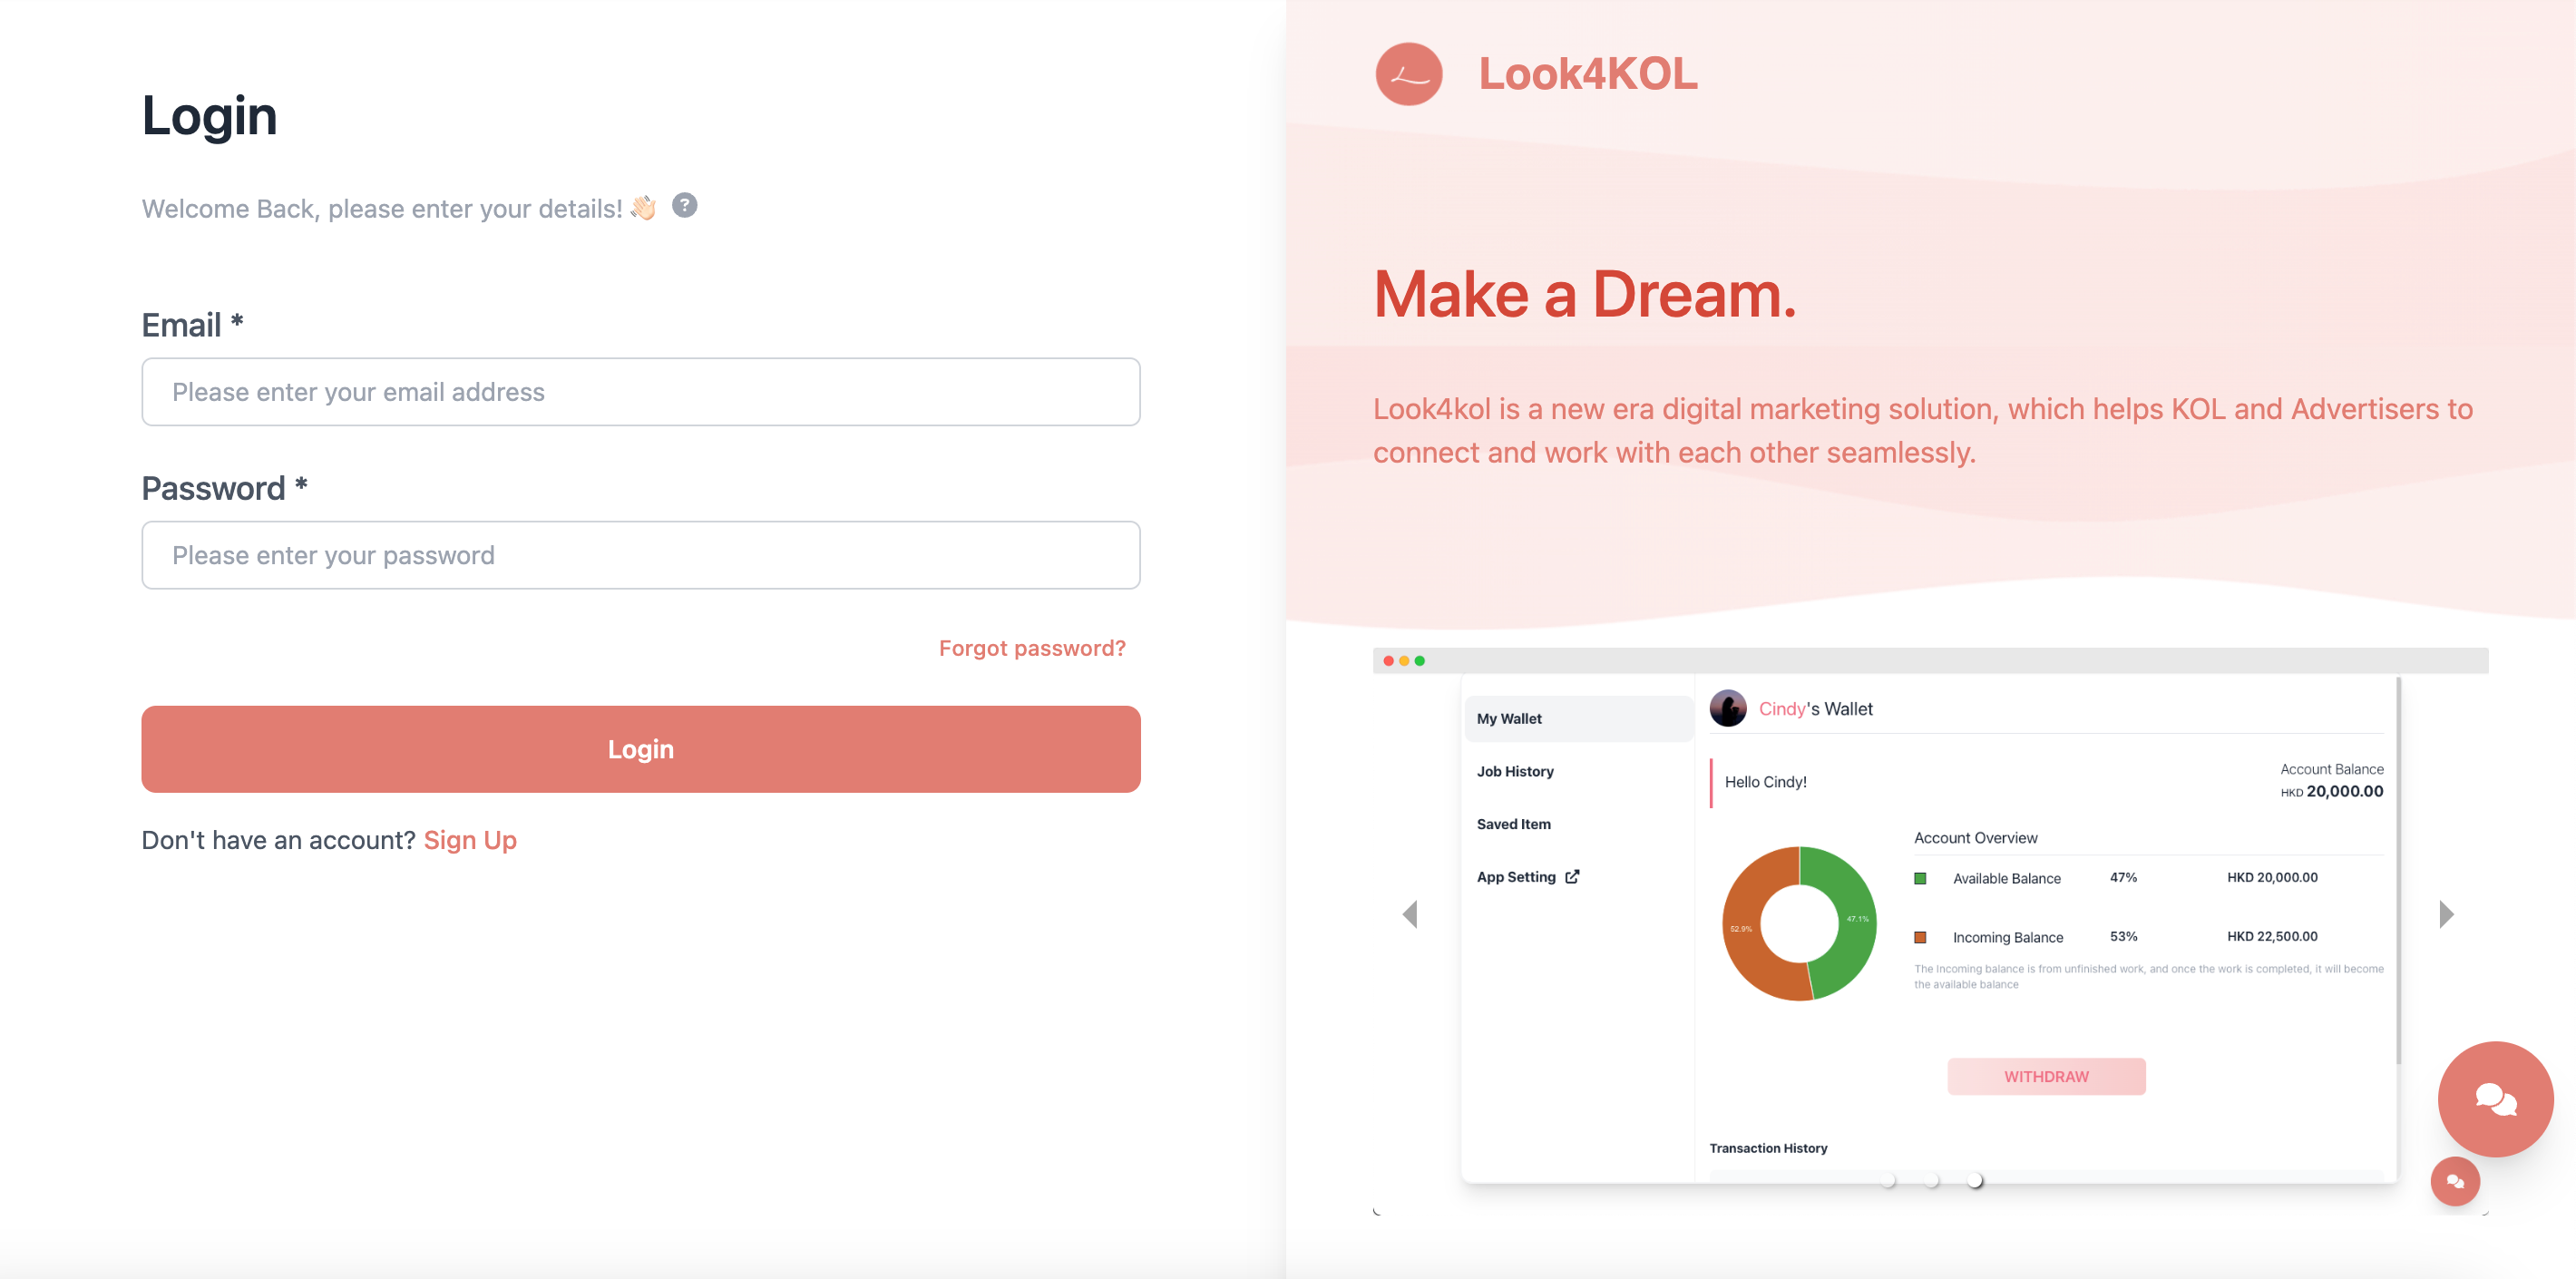 Login
Welcome Back, please enter your details! 👋🏻 ?
Email *
Please enter your email address
Password *
Please enter your password
Forgot password?
Login
Don't have an account? Sign Up
Look4KOL
Make a Dream.
Look4kol is a new era digital marketing solution, which helps KOL and Advertisers to
connect and work with each other seamlessly.
My Wallet
Job History
Saved Item
App Setting
Cindy's Wallet
Hello Cindy!
Account Balance
HKD 20,000.00
47.1%
52.9%
Account Overview
Available Balance 47% HKD 20,000.00
Incoming Balance 53% HKD 22,500.00
The Incoming balance is from unfinished work, and once the work is completed, it will become
the available balance
WITHDRAW
Transaction History